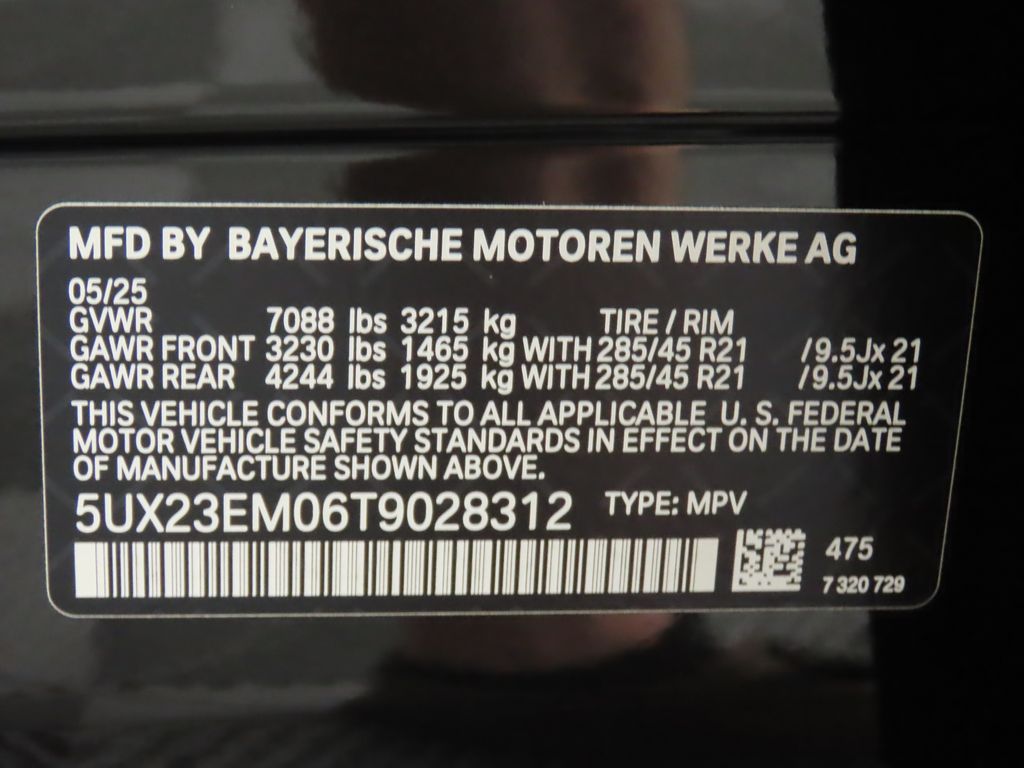 MFD BY BAYERISCHE MOTOREN WERKE AG
05/25
GVWR 7088 lbs 3215 kg TIRE / RIM
GAWR FRONT 3230 lbs 1465 kg WITH 285/45 R21 /9.5Jx 21
GAWR REAR 4244 lbs 1925 kg WITH 285/45 R21 /9.5Jx 21
THIS VEHICLE CONFORMS TO ALL APPLICABLE U. S. FEDERAL
MOTOR VEHICLE SAFETY STANDARDS IN EFFECT ON THE DATE
OF MANUFACTURE SHOWN ABOVE.
5UX23EM06T9028312 TYPE: MPV
475
7 320 729